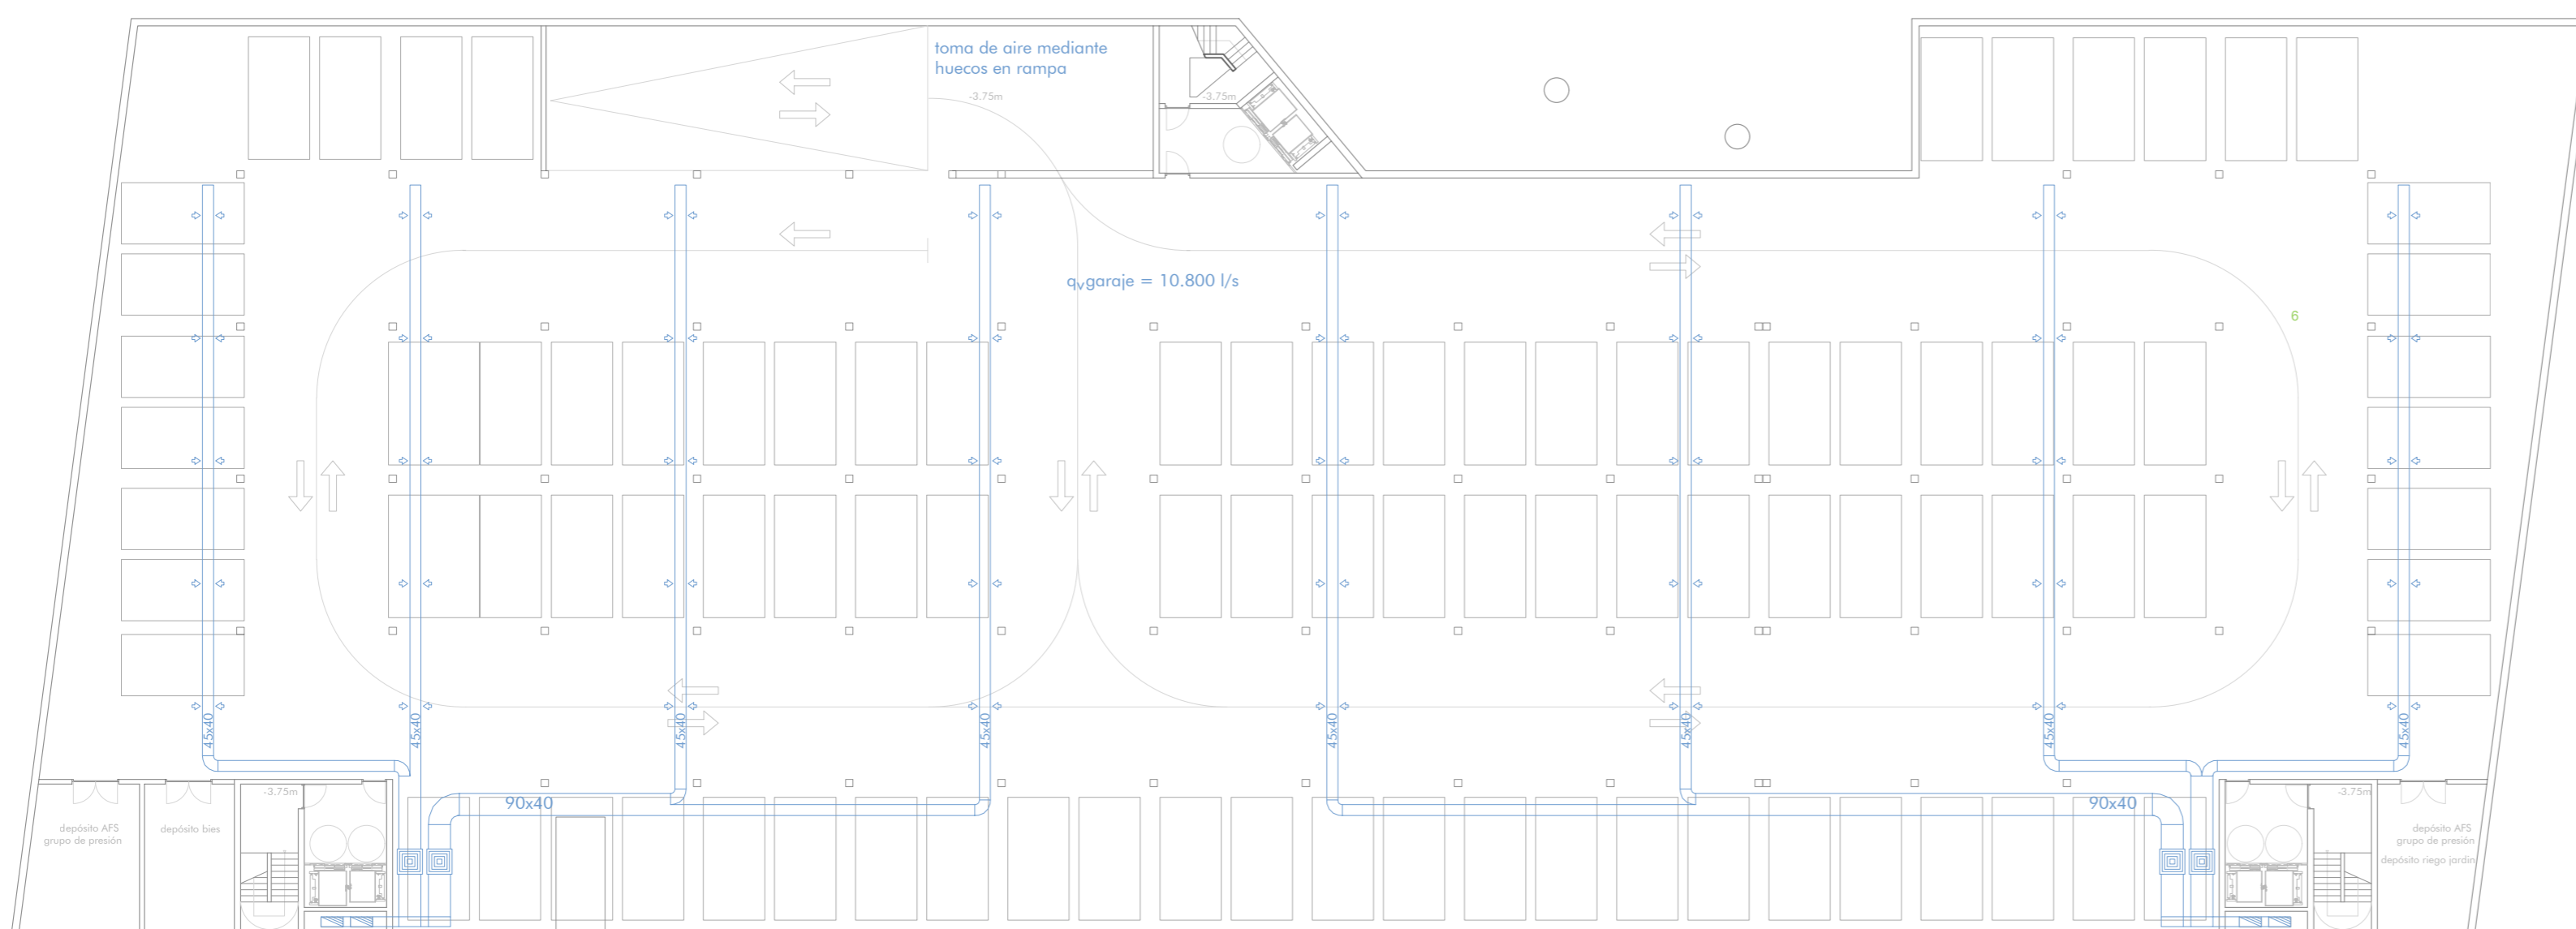 toma de aire mediante
huecos en rampa
-3.75m
-3.75m
qvgaraje = 10.800 l/s
6
45x40
45x40
45x40
45x40
45x40
45x40
45x40
45x40
-3.75m
90x40
90x40
-3.75m
depósito AFS
grupo de presión
depósito bies
depósito AFS
grupo de presión
depósito riego jardin